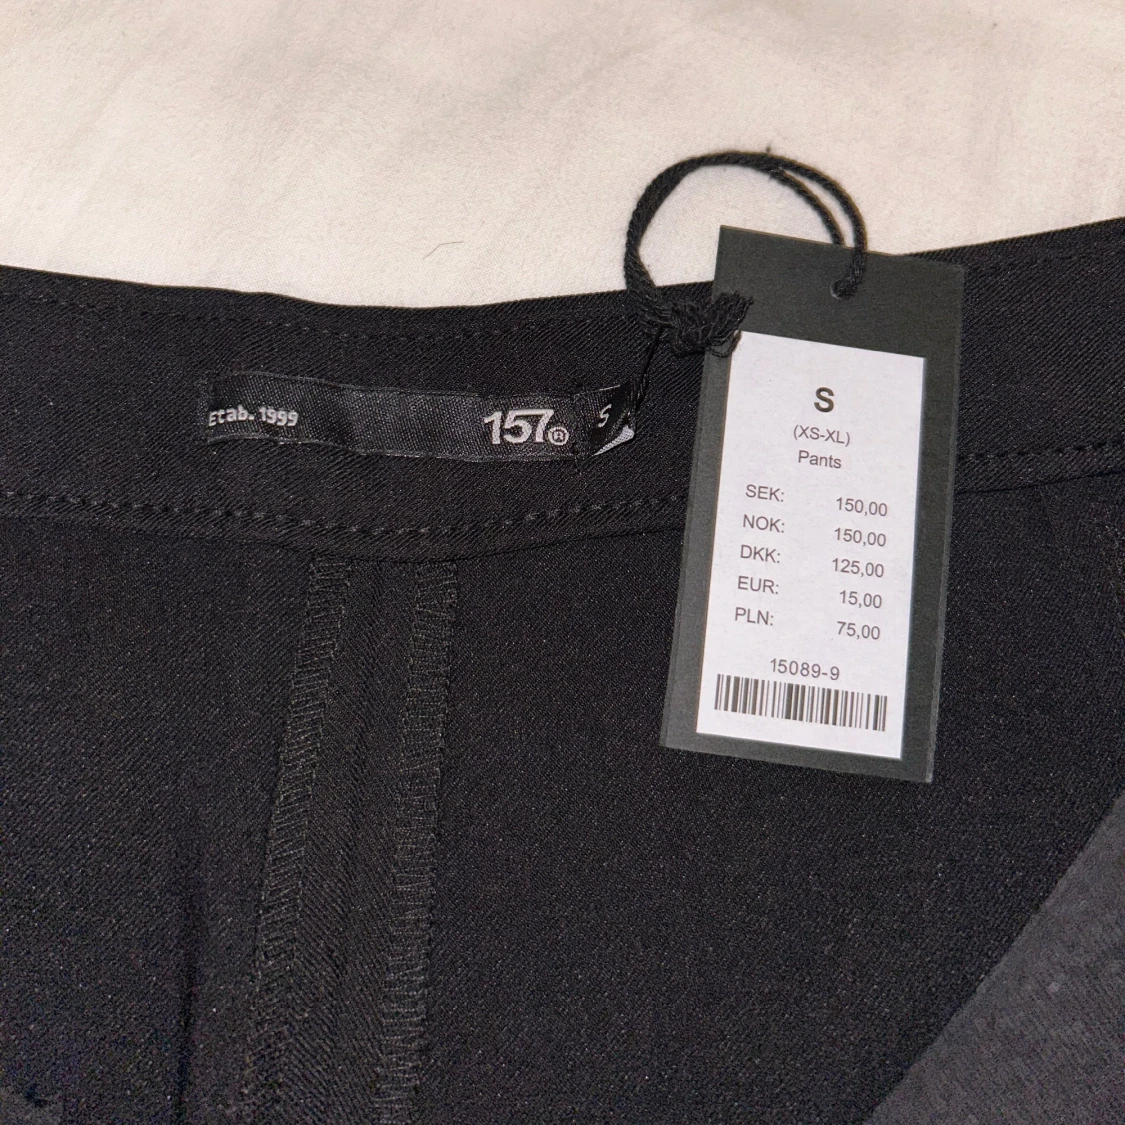 Etab. 1999
157®
S
S
(XS-XL)
Pants
SEK: 150,00
NOK: 150,00
DKK: 125,00
EUR: 15,00
PLN: 75,00
15089-9